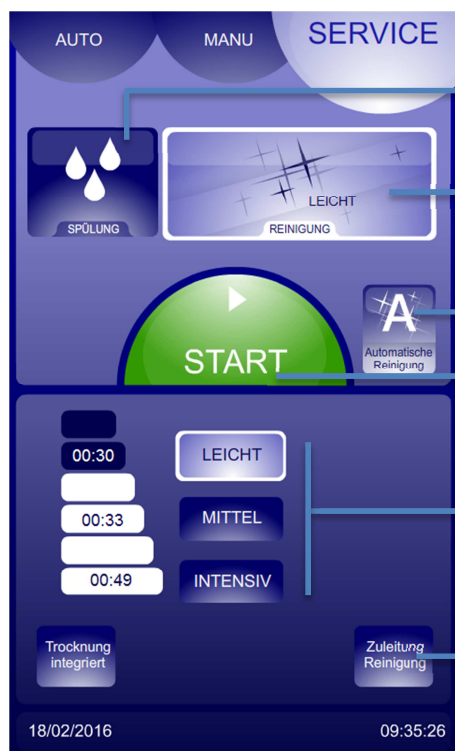 AUTO
MANU
SERVICE
LEICHT
SPÜLUNG
REINIGUNG
START
A
Automatische
Reinigung
00:30
LEICHT
00:33
MITTEL
00:49
INTENSIV
Trocknung
integriert
Zuleitung
Reinigung
18/02/2016
09:35:26